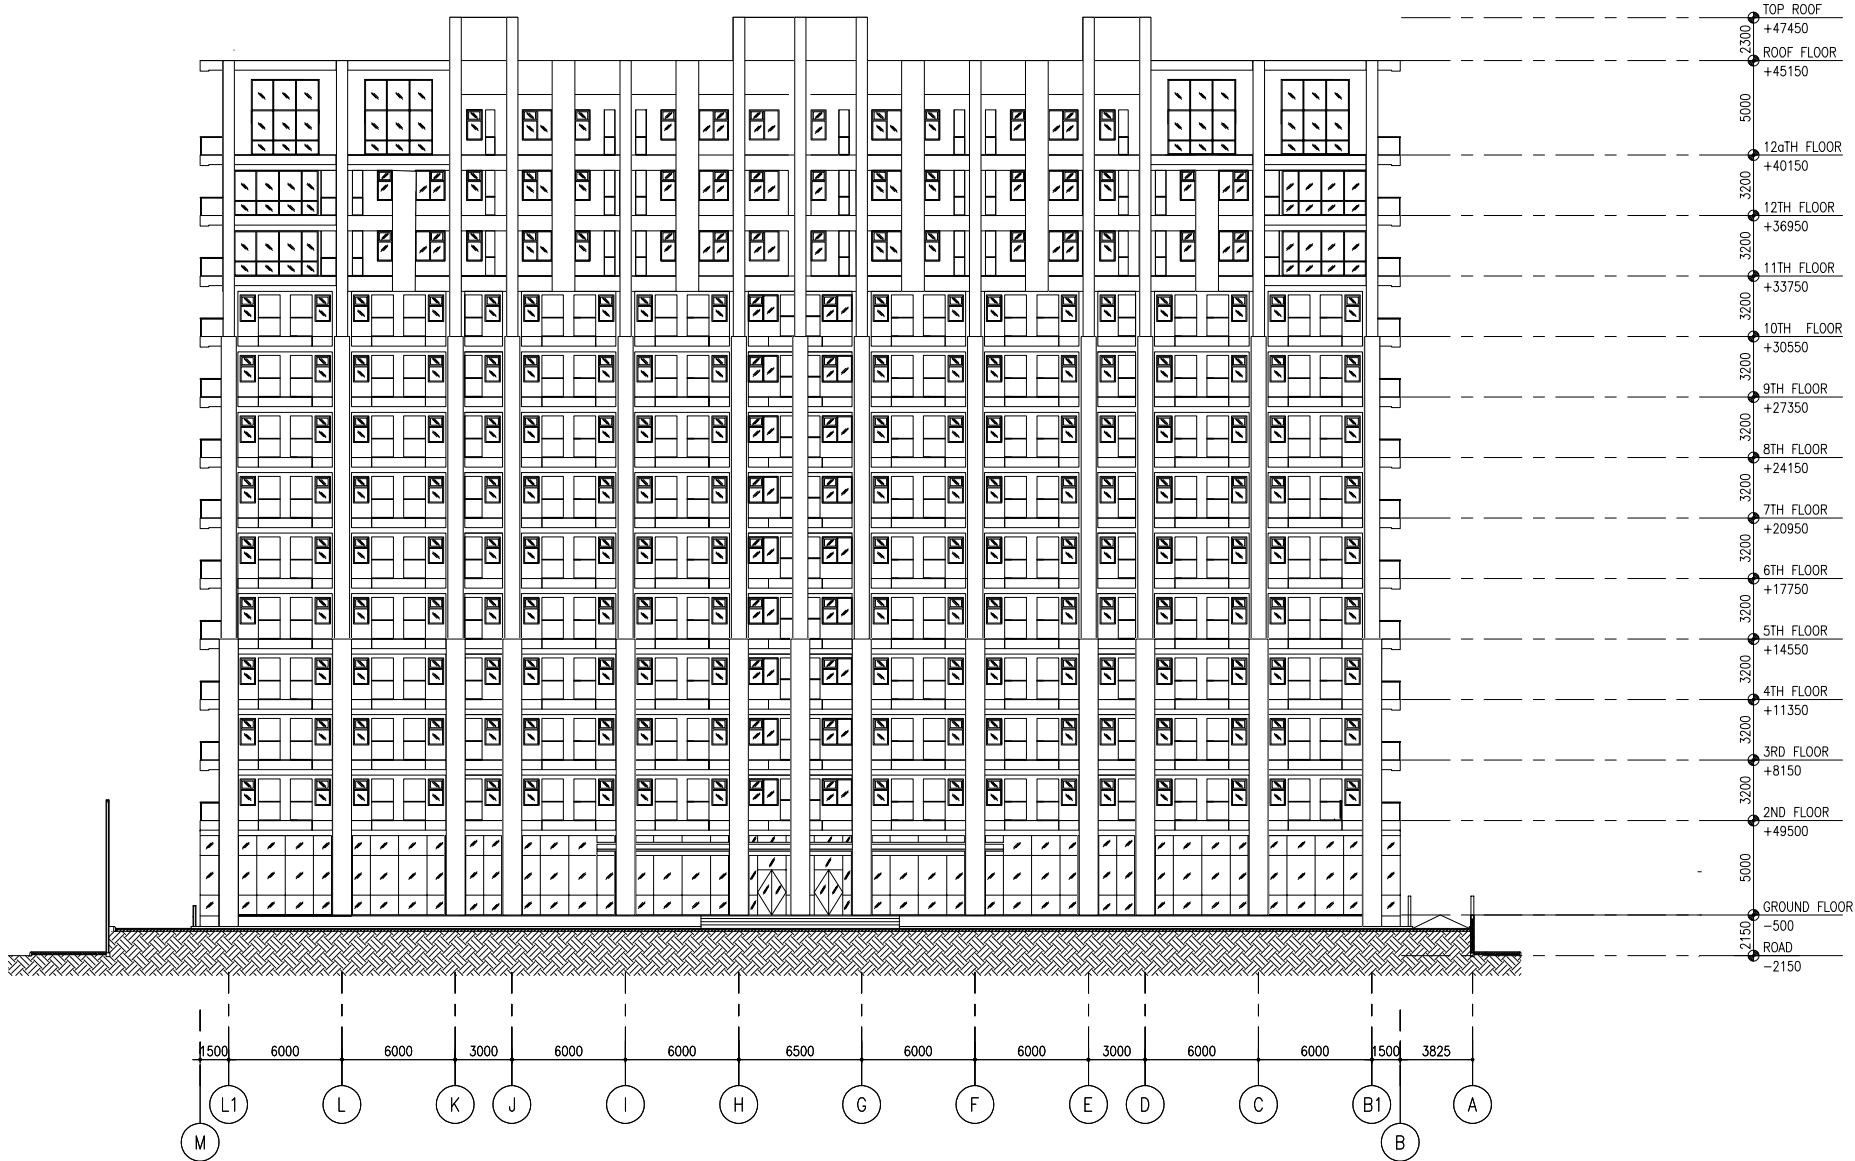 TOP ROOF
+47450
2300
ROOF FLOOR
+45150
5000
12aTH FLOOR
+40150
3200
12TH FLOOR
+36950
3200
11TH FLOOR
+33750
3200
10TH FLOOR
+30550
3200
9TH FLOOR
+27350
3200
8TH FLOOR
+24150
3200
7TH FLOOR
+20950
3200
6TH FLOOR
+17750
3200
5TH FLOOR
+14550
3200
4TH FLOOR
+11350
3200
3RD FLOOR
+8150
3200
2ND FLOOR
+49500
5000
GROUND FLOOR
-500
2150
ROAD
-2150
1500 6000 6000 3000 6000 6000 6500 6000 6000 3000 6000 6000 1500 3825
L1 L K J I H G F E D C B1 A
M B